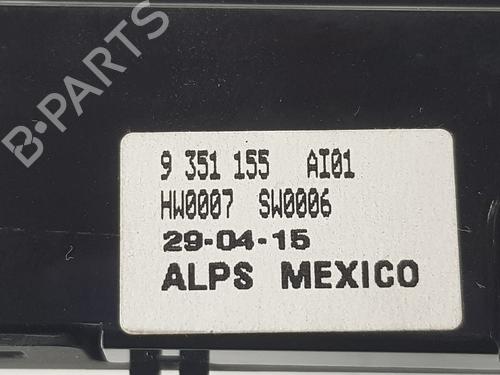 B-PARTS
9 351 155 AI01
HW0007 SW0006
29-04-15
ALPS MEXICO